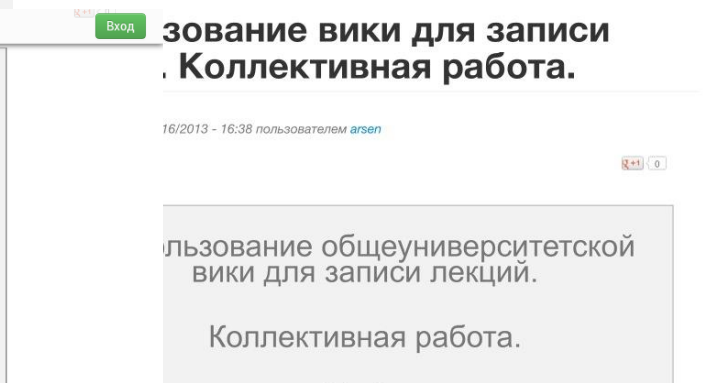 Вход
зование вики для записи
. Коллективная работа.
16/2013 - 16:38 пользователем arsen
g+1 0
льзование общеуниверситетской
вики для записи лекций.
Коллективная работа.